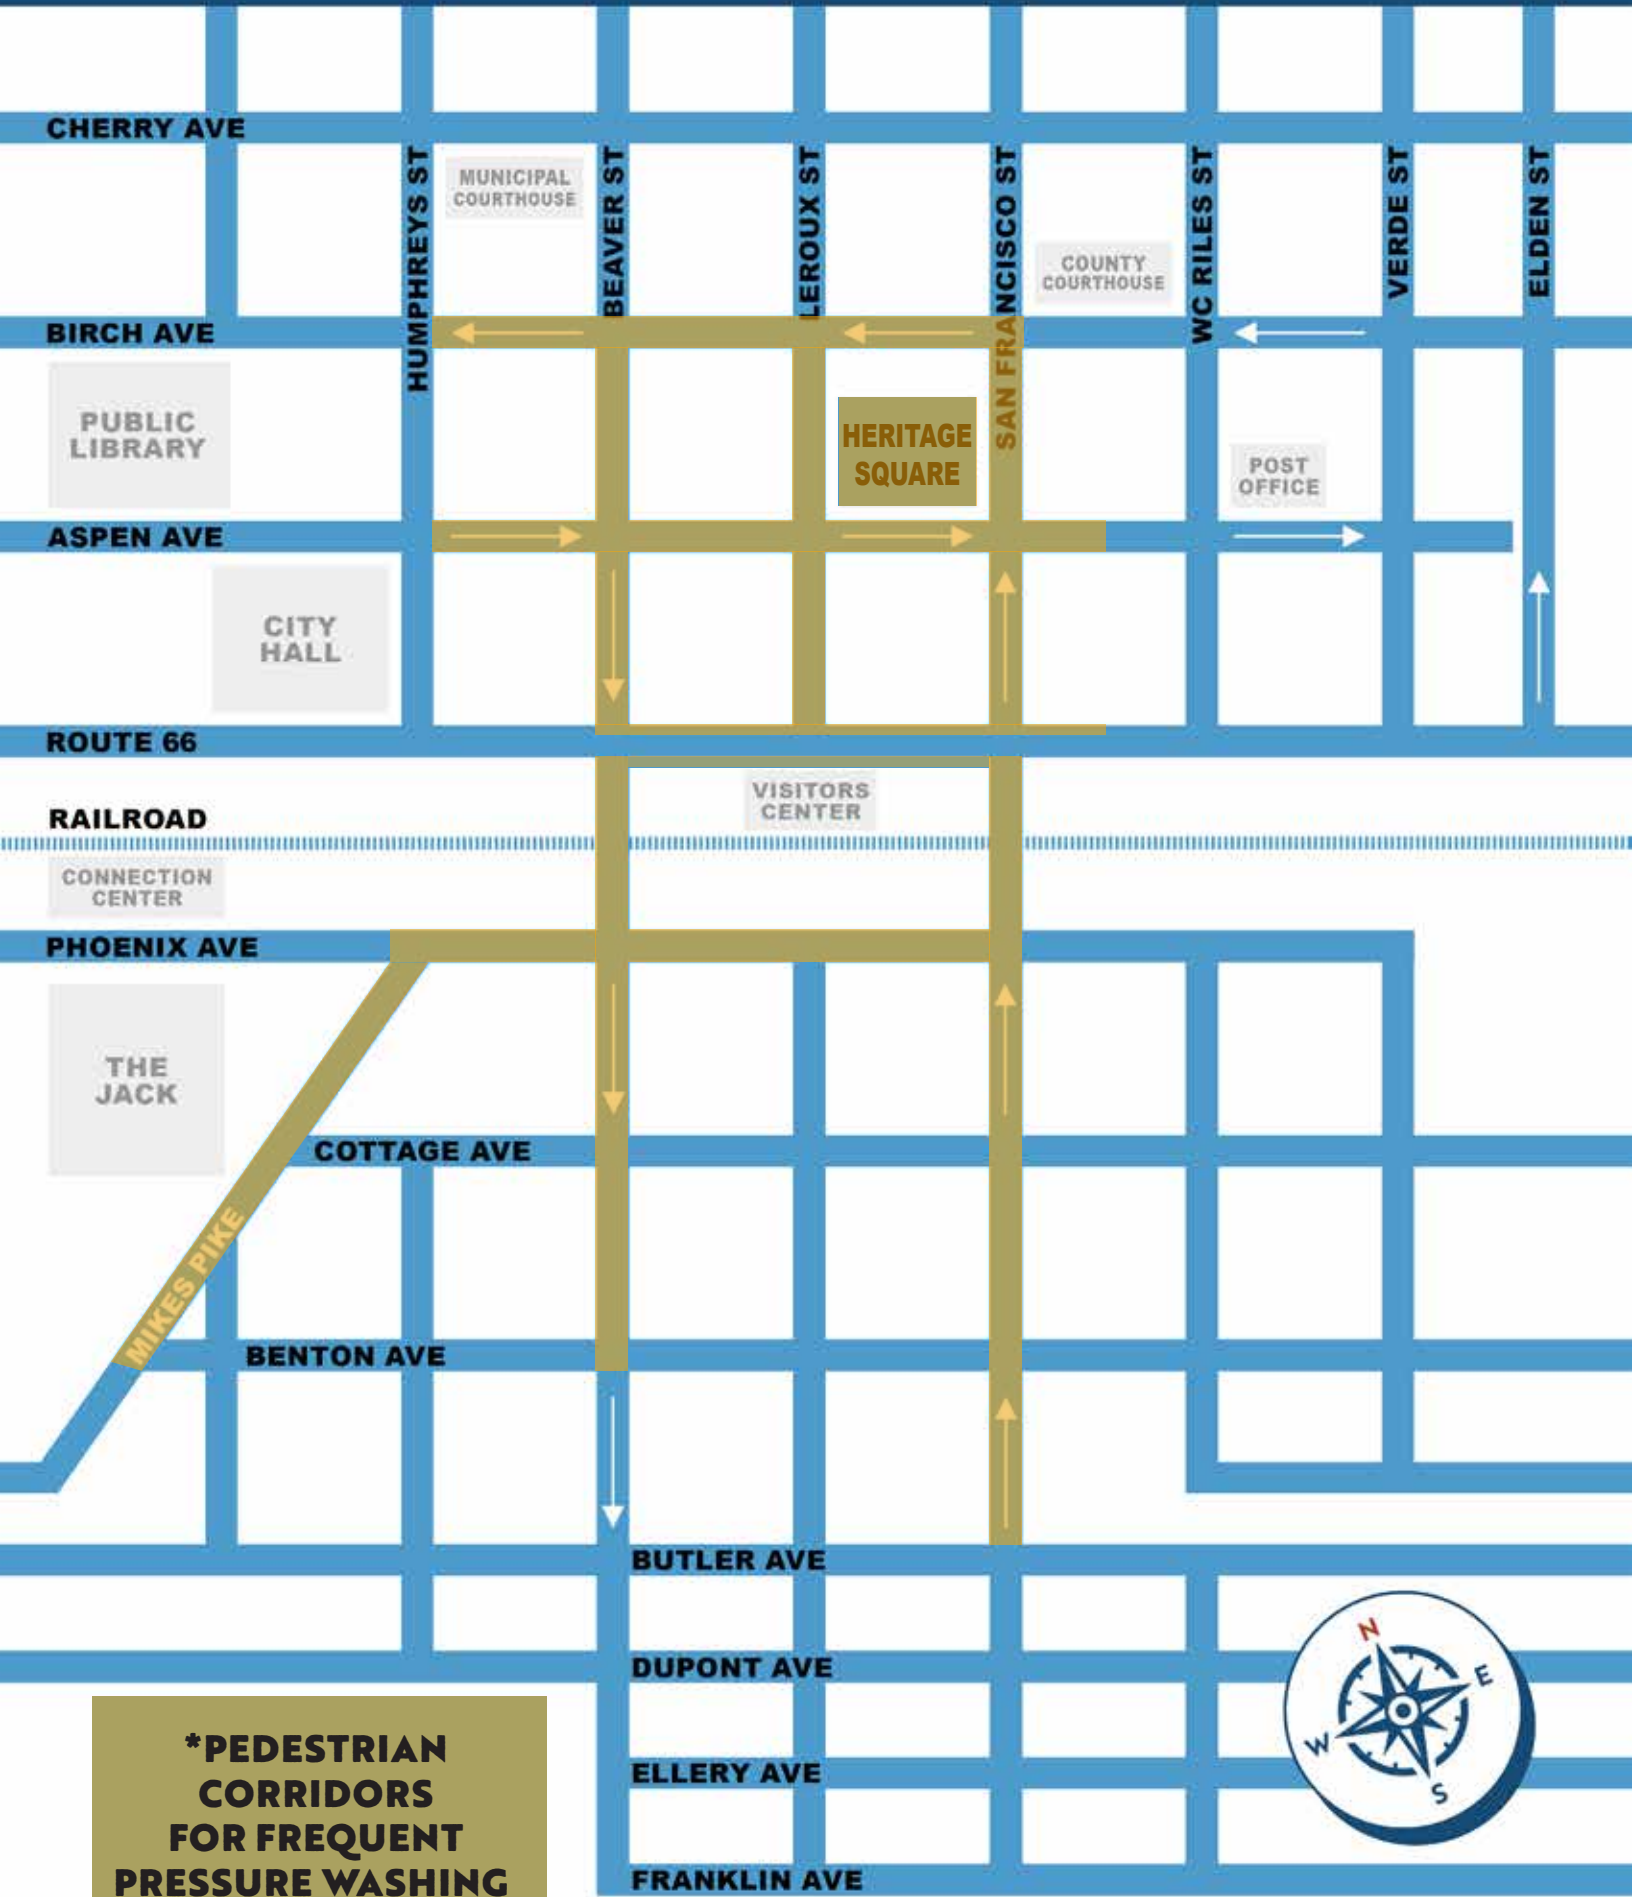 CHERRY AVE
HUMPHREYS ST
MUNICIPAL
COURTHOUSE
BEAVER ST
LEROUX ST
SAN FRANCISCO ST
COUNTY
COURTHOUSE
WC RILES ST
VERDE ST
ELDEN ST
BIRCH AVE
PUBLIC
LIBRARY
HERITAGE
SQUARE
POST
OFFICE
ASPEN AVE
CITY
HALL
ROUTE 66
VISITORS
CENTER
RAILROAD
CONNECTION
CENTER
PHOENIX AVE
THE
JACK
COTTAGE AVE
MIKES PIKE
BENTON AVE
BUTLER AVE
DUPONT AVE
ELLERY AVE
FRANKLIN AVE
N
E
W
S
*PEDESTRIAN
CORRIDORS
FOR FREQUENT
PRESSURE WASHING